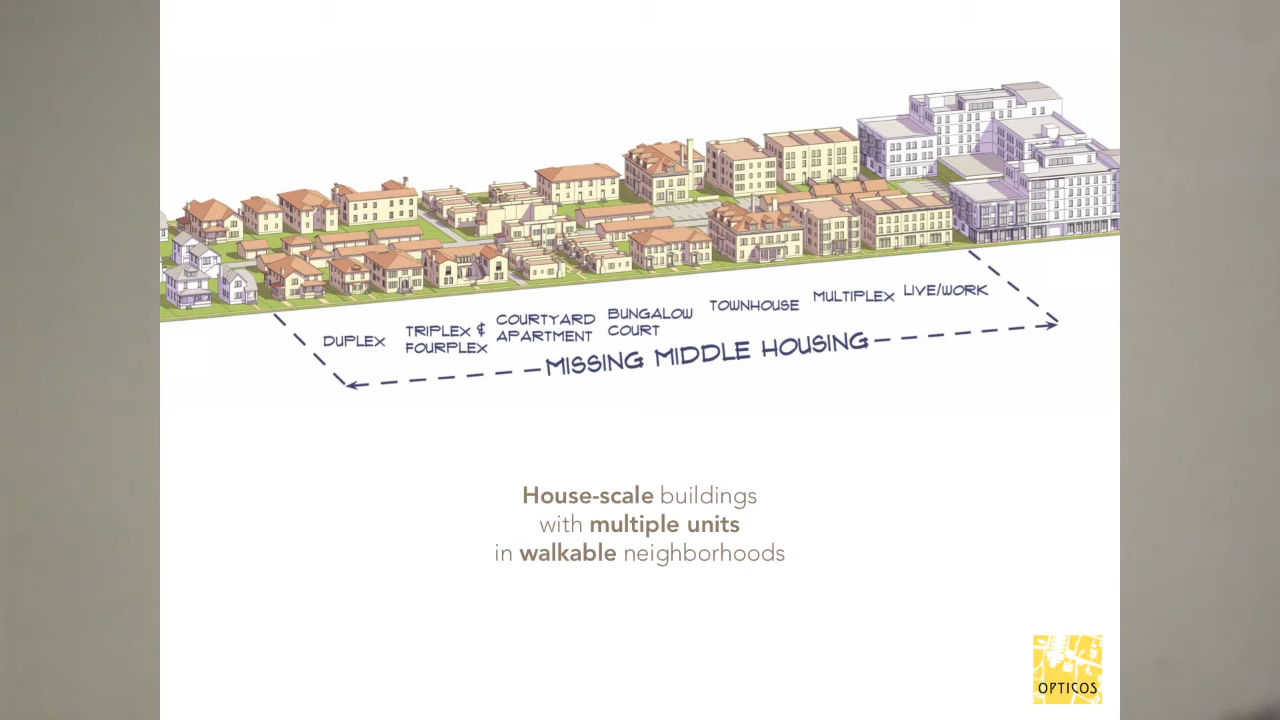 DUPLEX
TRIPLEX &
FOURPLEX
COURTYARD
APARTMENT
BUNGALOW
COURT
TOWNHOUSE
MULTIPLEX
LIVE/WORK
MISSING MIDDLE HOUSING
House-scale buildings
with multiple units
in walkable neighborhoods
OPTICOS